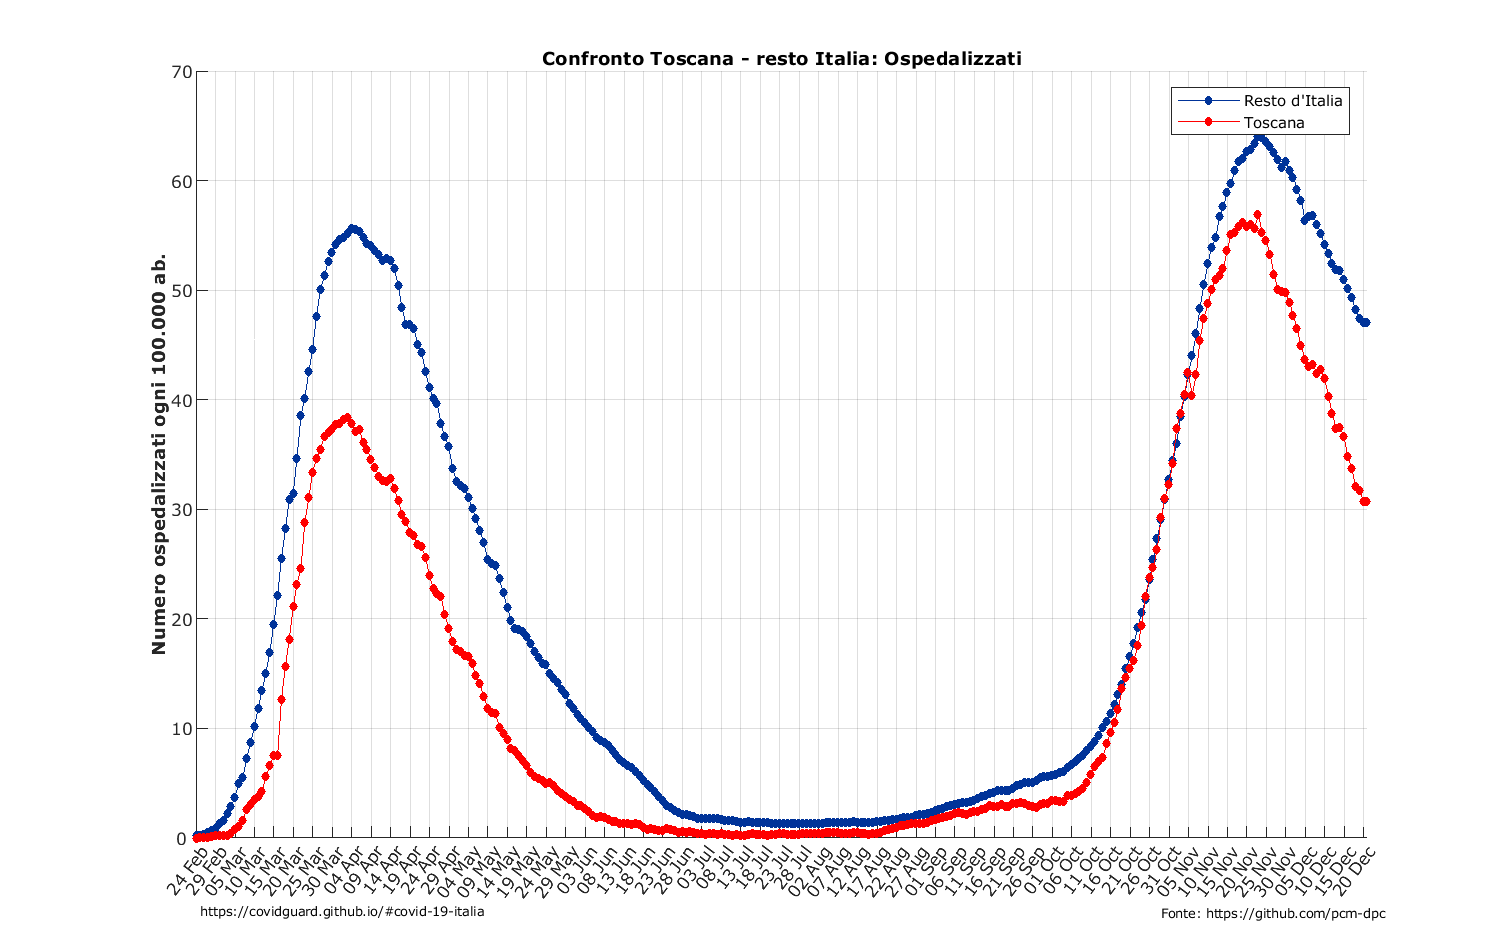 Confronto Toscana - resto Italia: Ospedalizzati
Resto d'Italia
Toscana
Numero ospedalizzati ogni 100.000 ab.
70
60
50
40
30
20
10
0
24 Feb
29 Feb
05 Mar
10 Mar
15 Mar
20 Mar
25 Mar
30 Mar
04 Apr
09 Apr
14 Apr
19 Apr
24 Apr
29 Apr
04 May
09 May
14 May
19 May
24 May
29 May
03 Jun
08 Jun
13 Jun
18 Jun
23 Jun
28 Jun
03 Jul
08 Jul
13 Jul
18 Jul
23 Jul
28 Jul
02 Aug
07 Aug
12 Aug
17 Aug
22 Aug
27 Aug
01 Sep
06 Sep
11 Sep
16 Sep
21 Sep
26 Sep
01 Oct
06 Oct
11 Oct
16 Oct
21 Oct
26 Oct
31 Oct
05 Nov
10 Nov
15 Nov
20 Nov
25 Nov
30 Nov
05 Dec
10 Dec
15 Dec
20 Dec
https://covidguard.github.io/#covid-19-italia
Fonte: https://github.com/pcm-dpc